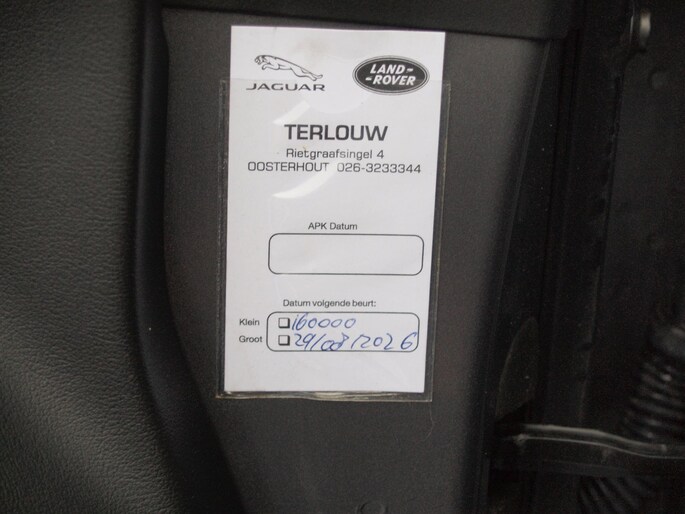 JAGUAR
LAND-
-ROVER
TERLOUW
Rietgraafsingel 4
OOSTERHOUT 026-3233344
APK Datum
Datum volgende beurt:
Klein 160000
Groot 29/08/2026